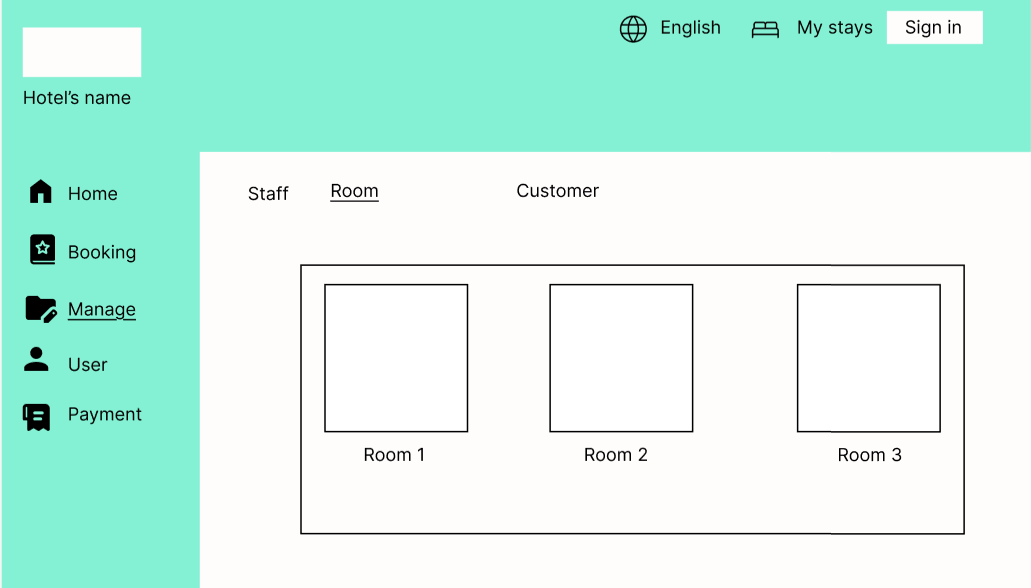 English
My stays
Sign in
Hotel’s name
Home
Booking
Manage
User
Payment
Staff
Room
Customer
Room 1
Room 2
Room 3